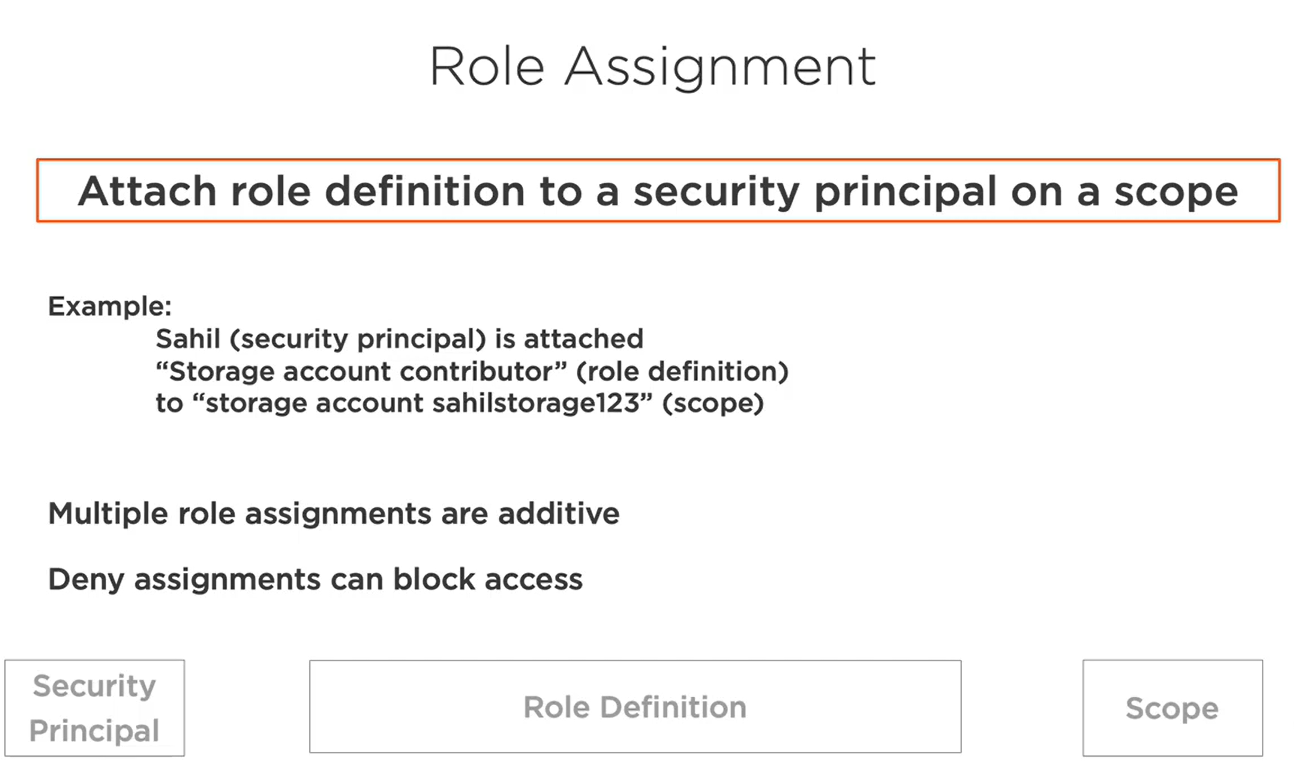 Role Assignment
Attach role definition to a security principal on a scope
Example:
Sahil (security principal) is attached
“Storage account contributor” (role definition)
to “storage account sahilstorage123” (scope)
Multiple role assignments are additive
Deny assignments can block access
Security
Principal
Role Definition
Scope